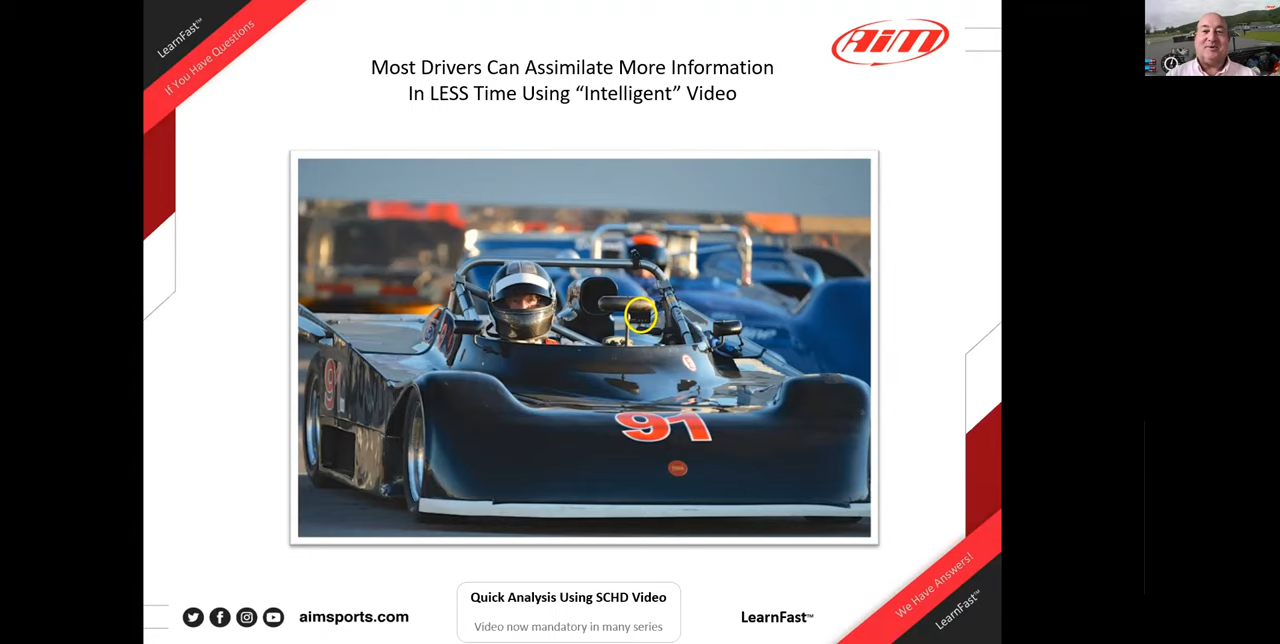 LearnFast™
If You Have Questions
AiM
Most Drivers Can Assimilate More Information
In LESS Time Using “Intelligent” Video
91
91
aimsports.com
Quick Analysis Using SCHD Video
Video now mandatory in many series
LearnFast™
We Have Answers!
LearnFast™